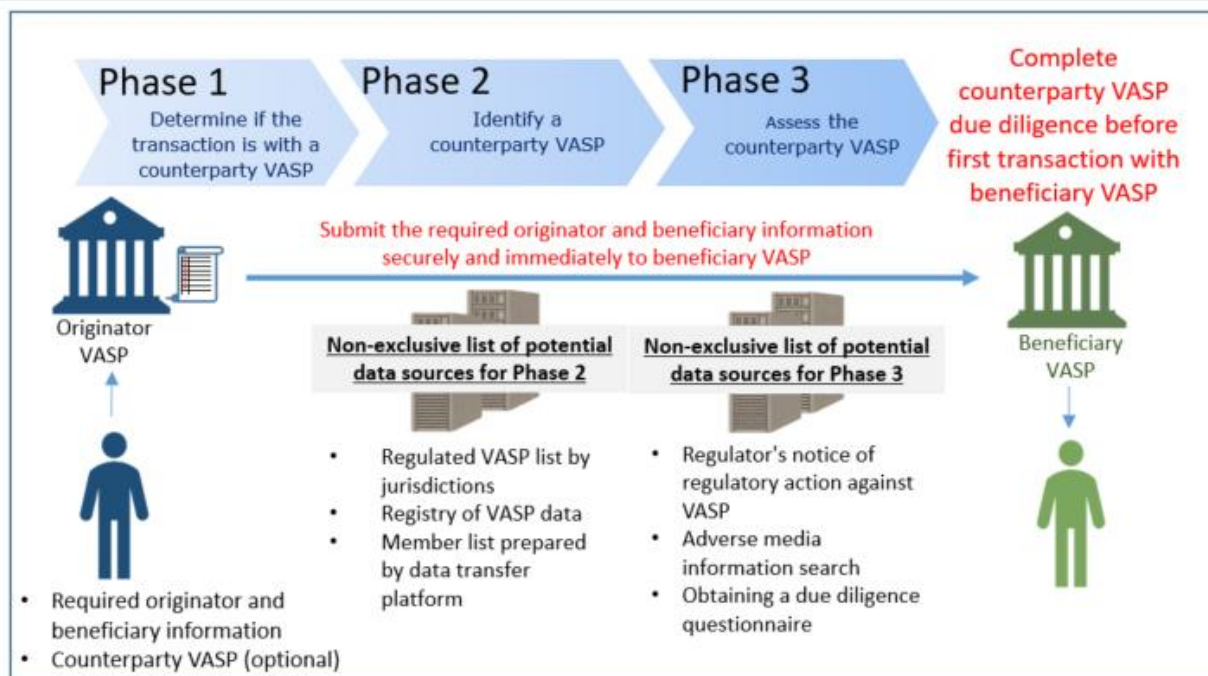 Phase 1
Determine if the
transaction is with a
counterparty VASP
Phase 2
Identify a
counterparty VASP
Phase 3
Assess the
counterparty VASP
Complete
counterparty VASP
due diligence before
first transaction with
beneficiary VASP
Submit the required originator and beneficiary information
securely and immediately to beneficiary VASP
Originator
VASP
Non-exclusive list of potential
data sources for Phase 2
Non-exclusive list of potential
data sources for Phase 3
Beneficiary
VASP
• Regulated VASP list by
jurisdictions
• Registry of VASP data
• Member list prepared
by data transfer
platform
• Regulator's notice of
regulatory action against
VASP
• Adverse media
information search
• Obtaining a due diligence
questionnaire
• Required originator and
beneficiary information
• Counterparty VASP (optional)